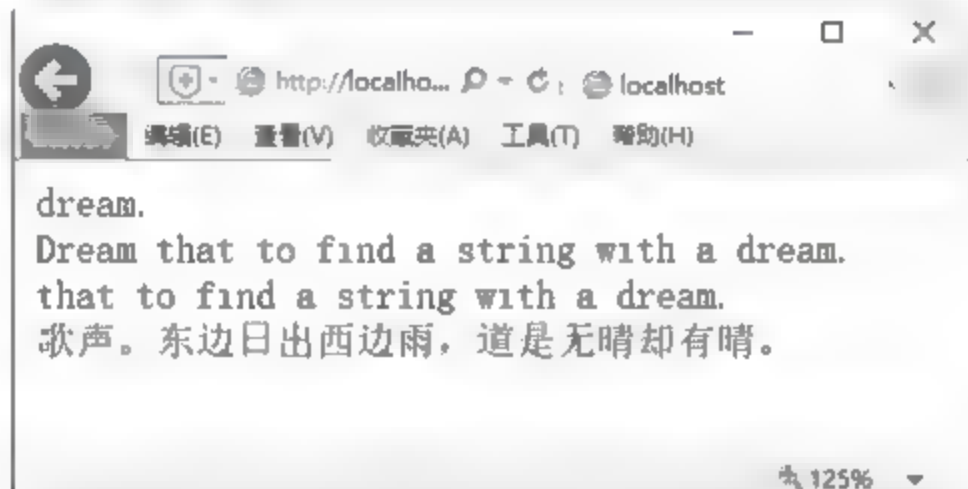 http://localho...
localhost
编辑(E) 查看(V) 收藏夹(A) 工具(T) 帮助(H)
dream.
Dream that to find a string with a dream.
that to find a string with a dream.
歌声。东边日出西边雨，道是无晴却有晴。
125%